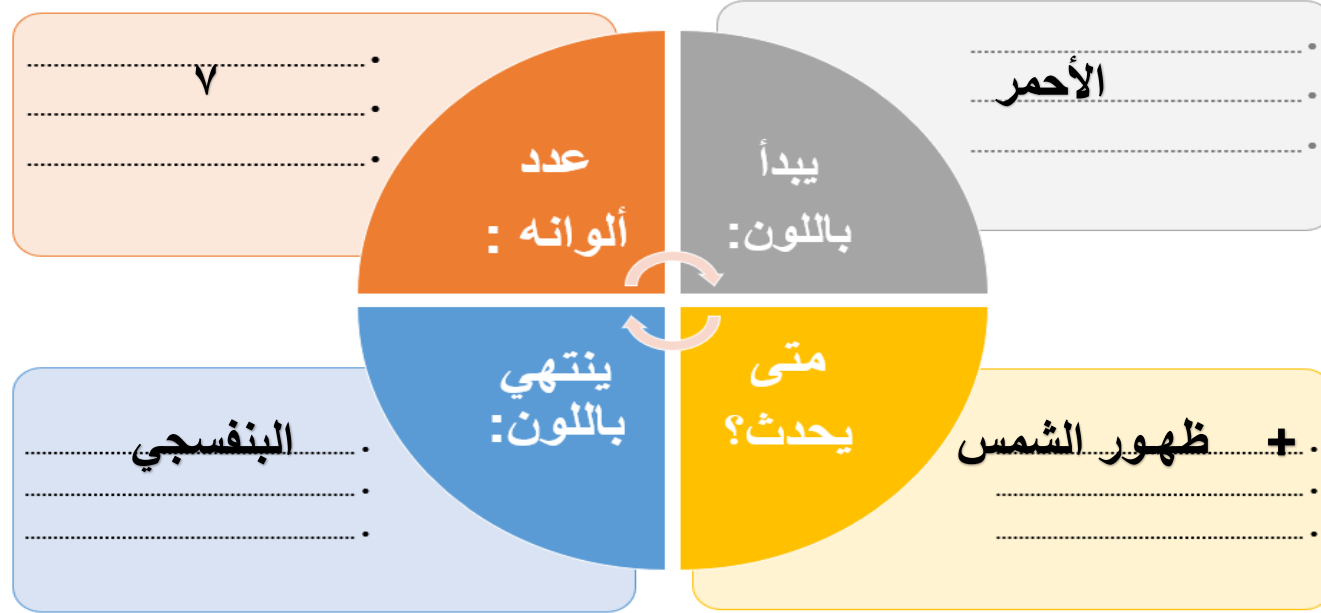 يبدأ
باللون:
الأحمر
عدد
ألوانه :
٧
متى
يحدث؟
+ ظهور الشمس
ينتهي
باللون:
البنفسجي